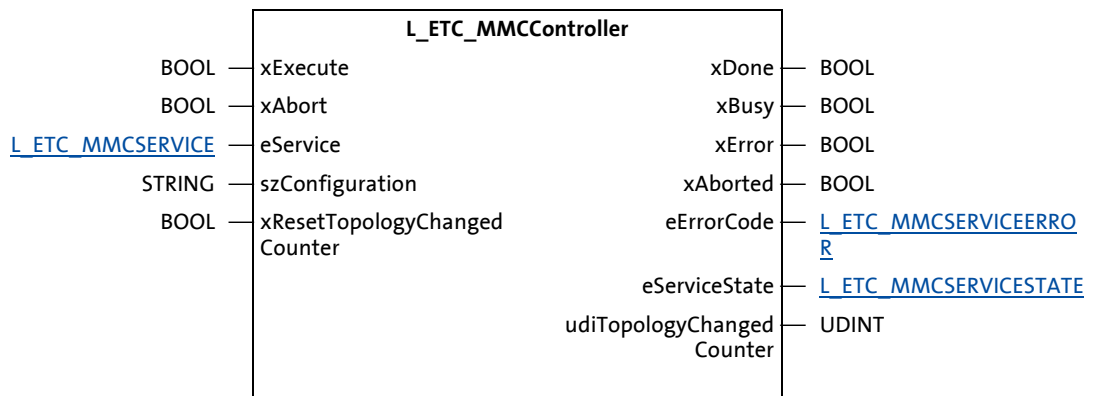 L_ETC_MMCController
BOOL xExecute xDone BOOL
BOOL xAbort xBusy BOOL
L_ETC_MMCSERVICE eService xError BOOL
STRING szConfiguration xAborted BOOL
BOOL xResetTopologyChanged eErrorCode L_ETC_MMCSERVICEERRO
Counter R
eServiceState L_ETC_MMCSERVICESTATE
udiTopologyChanged UDINT
Counter